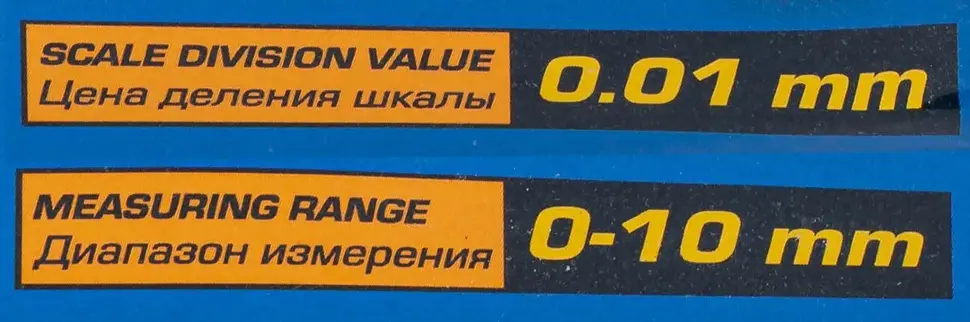 SCALE DIVISION VALUE
Цена деления шкалы
0.01 mm
MEASURING RANGE
Диапазон измерения
0-10 mm